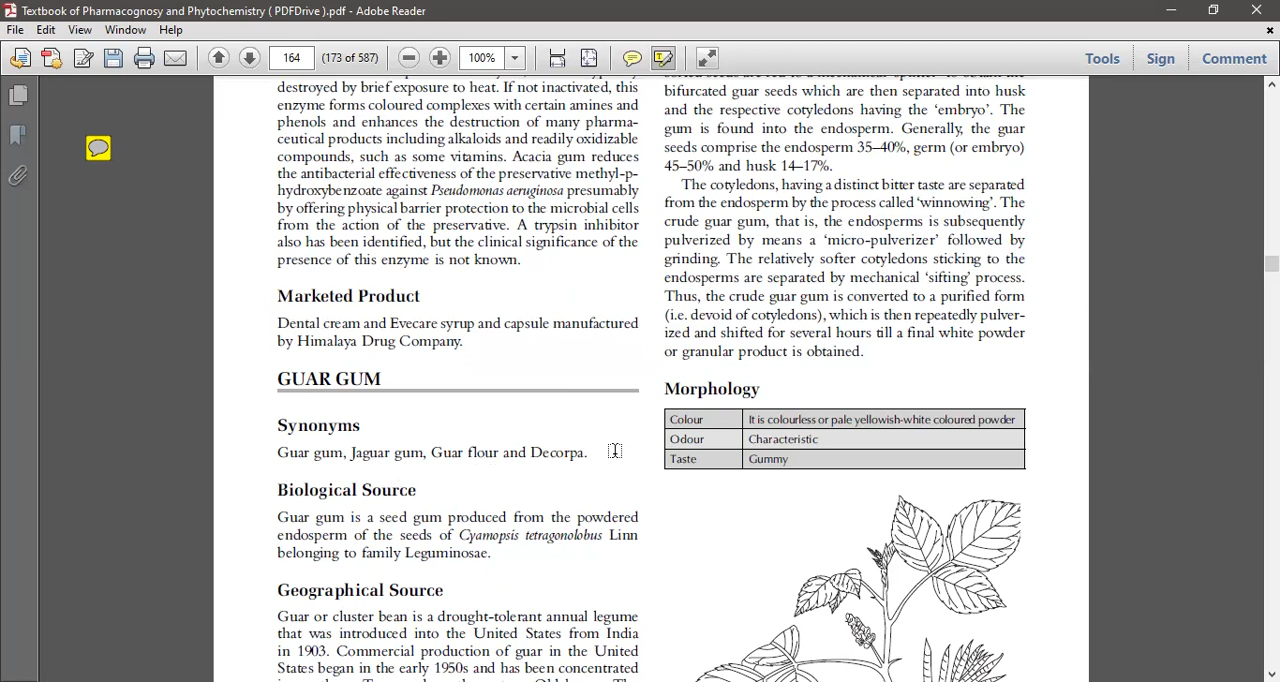 Textbook of Pharmacognosy and Phytochemistry ( PDFDrive ).pdf - Adobe Reader
File Edit View Window Help
164 (173 of 587) 100% Tools Sign Comment
destroyed by brief exposure to heat. If not inactivated, this
enzyme forms coloured complexes with certain amines and
phenols and enhances the destruction of many pharma-
ceutical products including alkaloids and readily oxidizable
compounds, such as some vitamins. Acacia gum reduces
the antibacterial effectiveness of the preservative methyl-p-
hydroxybenzoate against Pseudomonas aeruginosa presumably
by offering physical barrier protection to the microbial cells
from the action of the preservative. A trypsin inhibitor
also has been identified, but the clinical significance of the
presence of this enzyme is not known.
Marketed Product
Dental cream and Evecare syrup and capsule manufactured
by Himalaya Drug Company.
GUAR GUM
Synonyms
Guar gum, Jaguar gum, Guar flour and Decorpa.
Biological Source
Guar gum is a seed gum produced from the powdered
endosperm of the seeds of Cyamopsis tetragonolobus Linn
belonging to family Leguminosae.
Geographical Source
Guar or cluster bean is a drought-tolerant annual legume
that was introduced into the United States from India
in 1903. Commercial production of guar in the United
States began in the early 1950s and has been concentrated
bifurcated guar seeds which are then separated into husk
and the respective cotyledons having the ‘embryo’. The
gum is found into the endosperm. Generally, the guar
seeds comprise the endosperm 35–40%, germ (or embryo)
45–50% and husk 14–17%.
The cotyledons, having a distinct bitter taste are separated
from the endosperm by the process called ‘winnowing’. The
crude guar gum, that is, the endosperms is subsequently
pulverized by means a ‘micro-pulverizer’ followed by
grinding. The relatively softer cotyledons sticking to the
endosperms are separated by mechanical ‘sifting’ process.
Thus, the crude guar gum is converted to a purified form
(i.e. devoid of cotyledons), which is then repeatedly pulver-
ized and shifted for several hours till a final white powder
or granular product is obtained.
Morphology
Colour It is colourless or pale yellowish-white coloured powder
Odour Characteristic
Taste Gummy